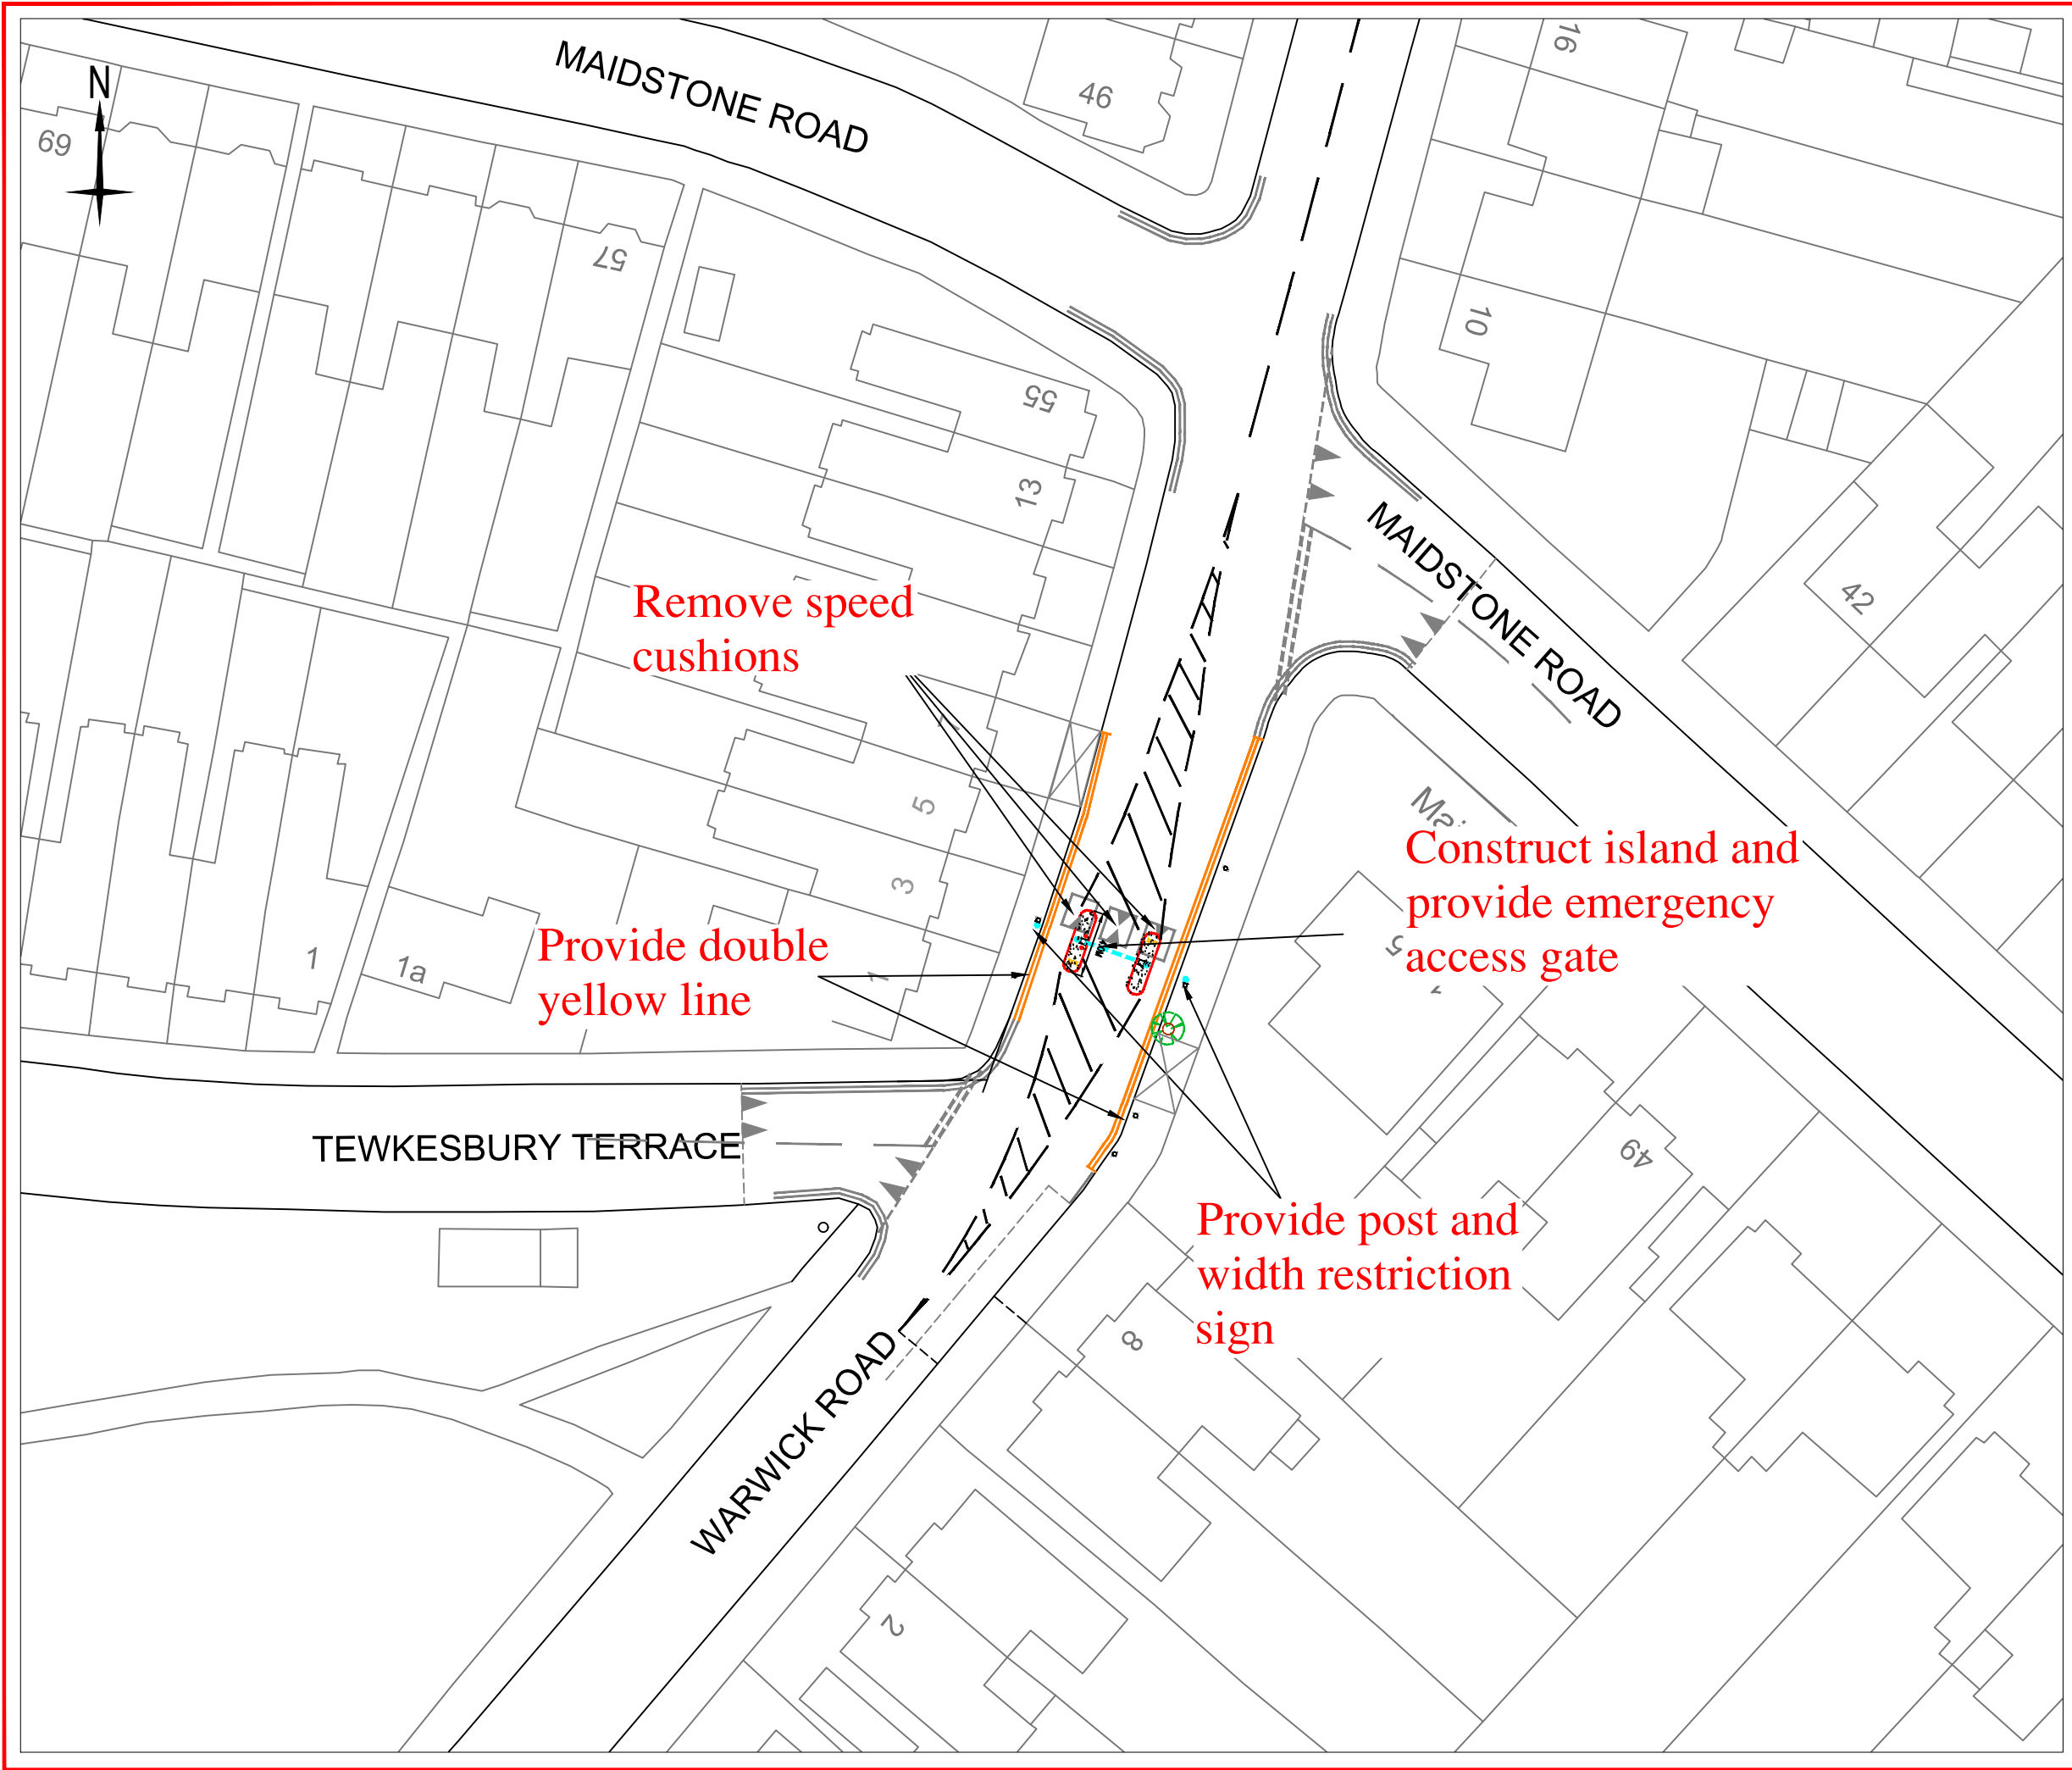 MAIDSTONE ROAD
N
69
46
16
57
10
55
13
MAIDSTONE ROAD
42
Remove speed
cushions
5
3
Construct island and
provide emergency
access gate
Provide double
yellow line
1
1a
1
5
TEWKESBURY TERRACE
49
Provide post and
width restriction
sign
8
WARWICK ROAD
2